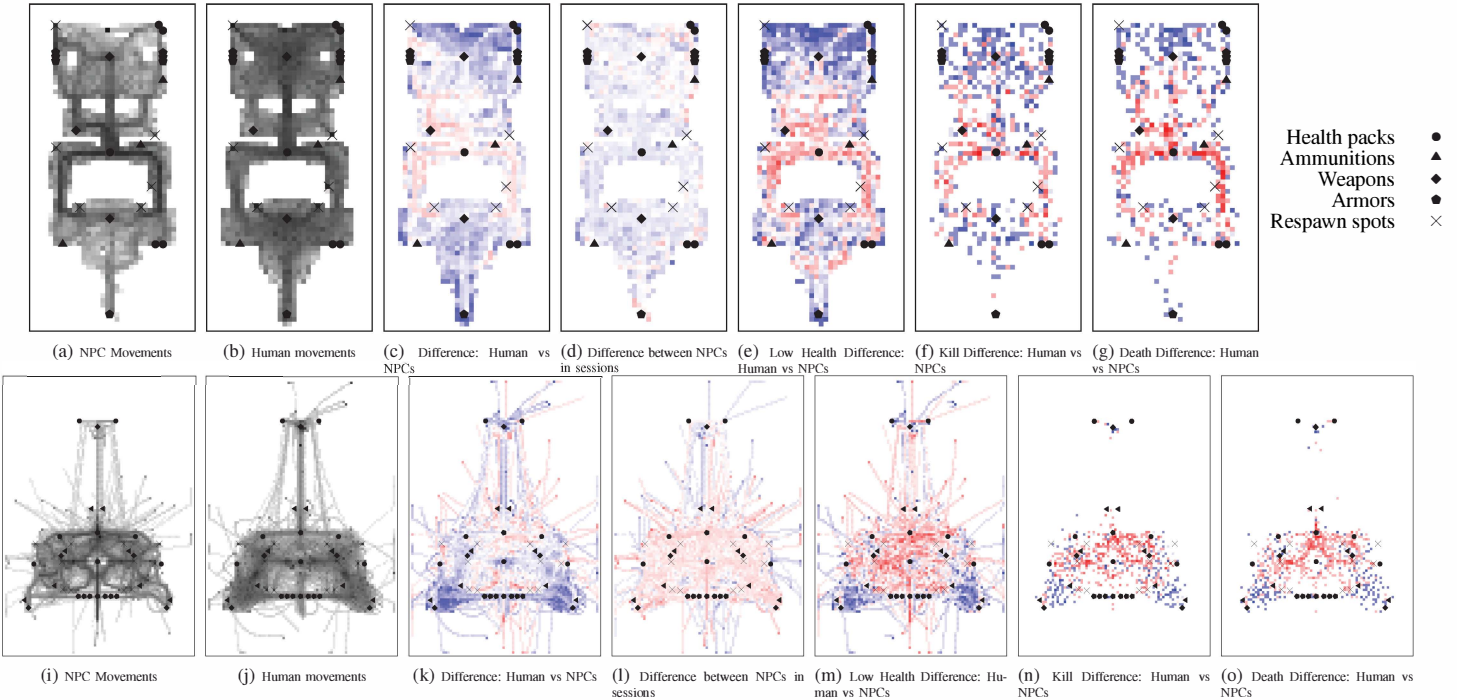 Health packs
Ammunitions
Weapons
Armors
Respawn spots
(a) NPC Movements
(b) Human movements
(c) Difference: Human vs
NPCs
(d) Difference between NPCs
in sessions
(e) Low Health Difference:
Human vs NPCs
(f) Kill Difference: Human vs
NPCs
(g) Death Difference: Human
vs NPCs
(i) NPC Movements
(j) Human movements
(k) Difference: Human vs NPCs
(l) Difference between NPCs in
sessions
(m) Low Health Difference: Hu-
man vs NPCs
(n) Kill Difference: Human vs
NPCs
(o) Death Difference: Human vs
NPCs